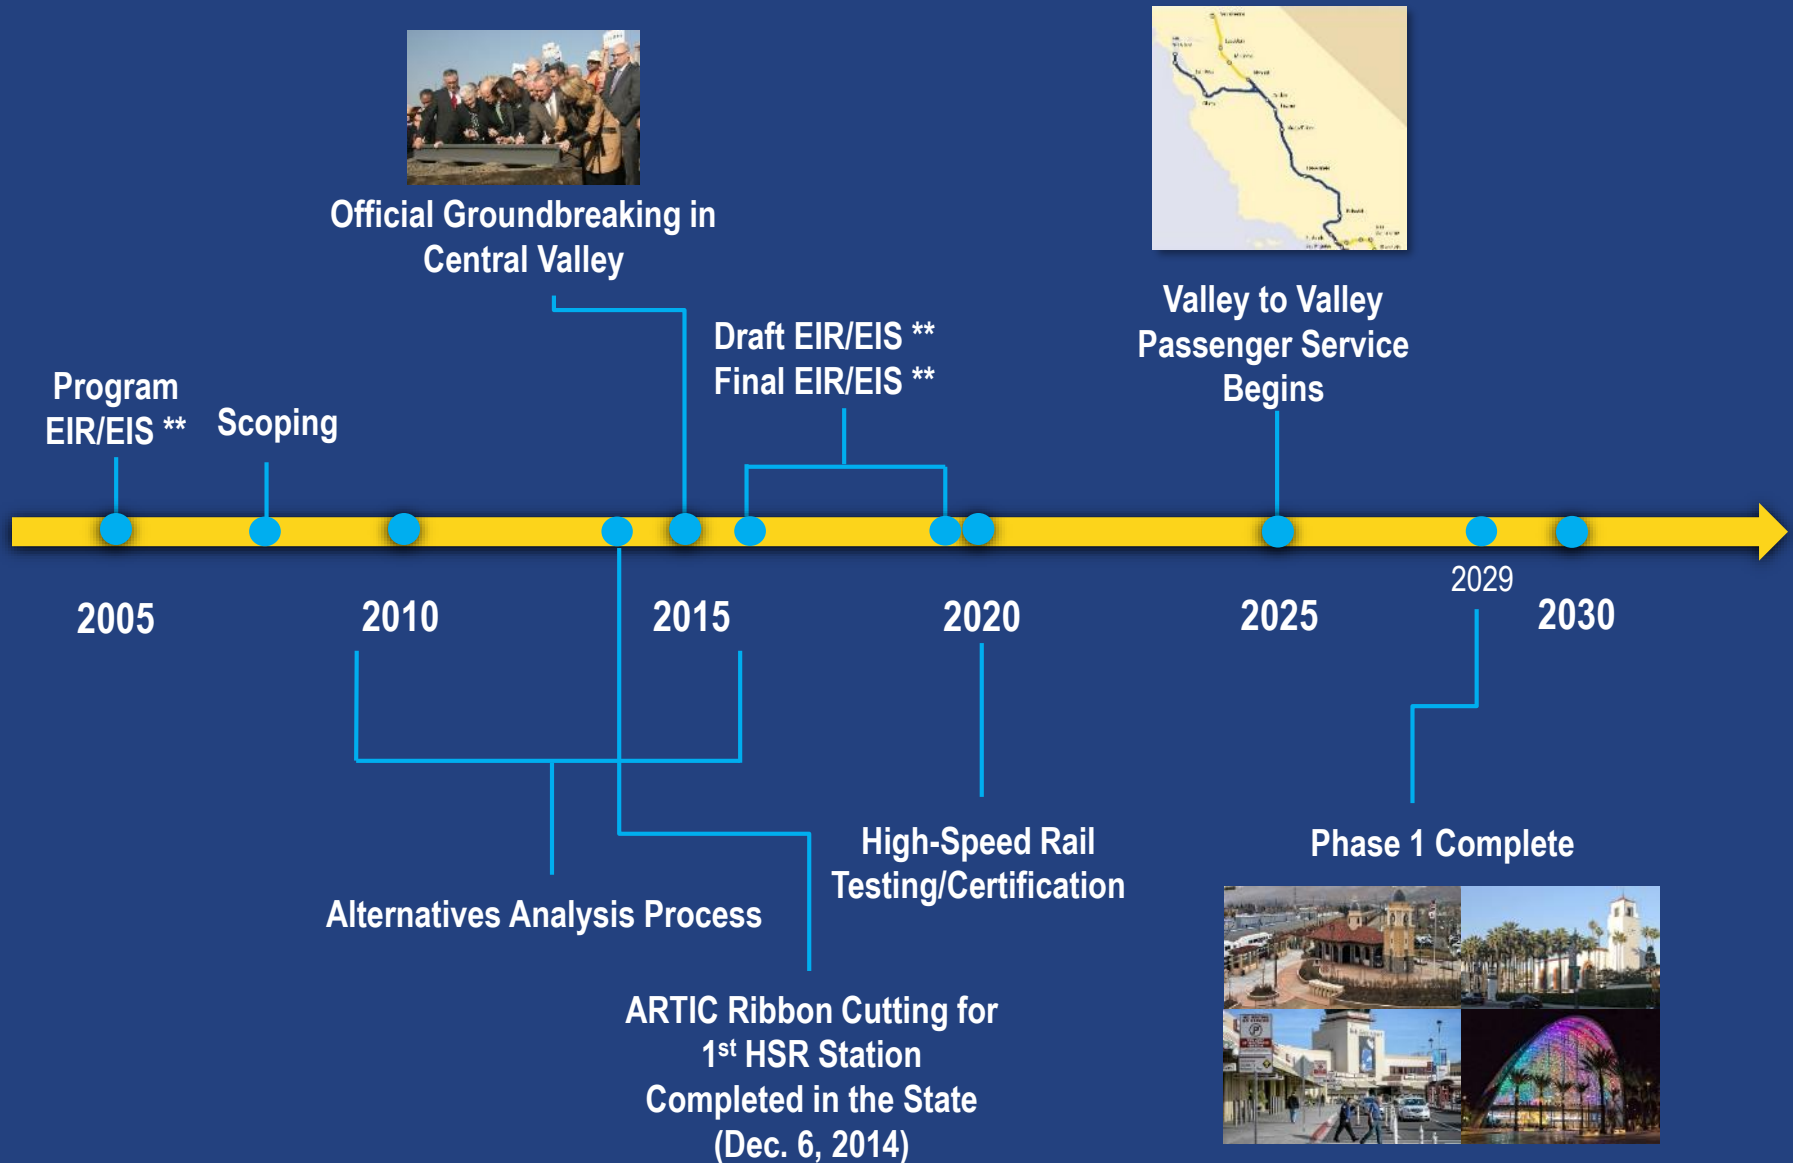 Official Groundbreaking in
Central Valley
Valley to Valley
Passenger Service
Begins
Draft EIR/EIS **
Final EIR/EIS **
Program
EIR/EIS **
Scoping
2005
2010
2015
2020
2025
2029
2030
High-Speed Rail
Testing/Certification
Phase 1 Complete
Alternatives Analysis Process
ARTIC Ribbon Cutting for
1st HSR Station
Completed in the State
(Dec. 6, 2014)